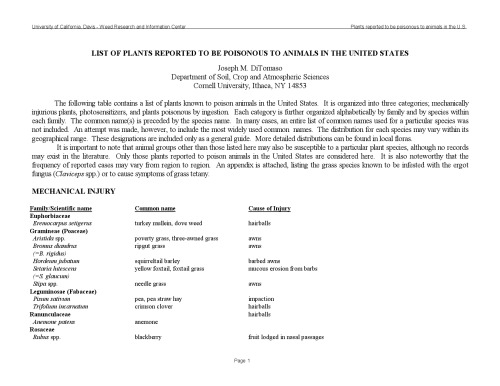 University of California, Davis - Weed Research and Information Center Plants reported to be poisonous to animals in the U.S.
LIST OF PLANTS REPORTED TO BE POISONOUS TO ANIMALS IN THE UNITED STATES
Joseph M. DiTomaso
Department of Soil, Crop and Atmospheric Sciences
Cornell University, Ithaca, NY 14853
The following table contains a list of plants known to poison animals in the United States. It is organized into three categories; mechanically
injurious plants, photosensitizers, and plants poisonous by ingestion. Each category is further organized alphabetically by family and by species within
each family. The common name(s) is preceded by the species name. In many cases, an entire list of common names used for a particular species was
not included. An attempt was made, however, to include the most widely used common names. The distribution for each species may vary within its
geographical range. These designations are included only as a general guide. More detailed distributions can be found in local floras.
It is important to note that animal groups other than those listed here may also be susceptible to a particular plant species, although no records
may exist in the literature. Only those plants reported to poison animals in the United States are considered here. It is also noteworthy that the
frequency of reported cases may vary from region to region. An appendix is attached, listing the grass species known to be infested with the ergot
fungus (Claviceps spp.) or to cause symptoms of grass tetany.
MECHANICAL INJURY
Family/Scientific name Common name Cause of Injury
Euphorbiaceae
Eremocarpus setigerus turkey mullein, dove weed hairballs
Gramineae (Poaceae)
Aristida spp. poverty grass, three-awned grass awns
Bromus diandrus ripgut grass awns
(=B. rigidus)
Hordeum jubatum squirreltail barley barbed awns
Setaria lutescens yellow foxtail, foxtail grass mucous erosion from barbs
(=S. glaucum)
Stipa spp. needle grass awns
Leguminosae (Fabaceae)
Pisum sativum pea, pea straw hay impaction
Trifolium incarnatum crimson clover hairballs
Ranunculaceae hairballs
Anemone patens anemone
Rosaceae
Rubus spp. blackberry fruit lodged in nasal passages
Page 1